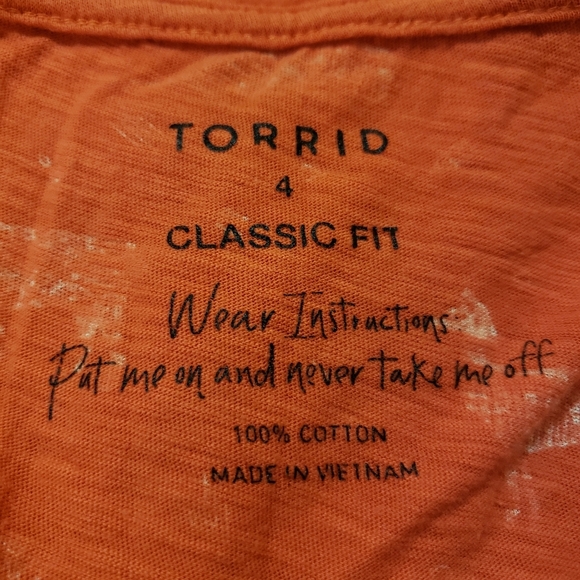 TORRID
4
CLASSIC FIT
Wear Instructions:
Put me on and never take me off
100% COTTON
MADE IN VIETNAM